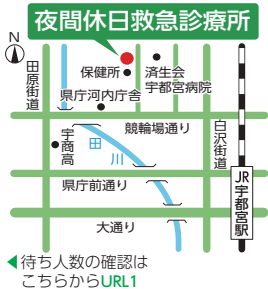 夜間休日救急診療所
N
田原街道
保健所
済生会
宇都宮病院
県庁河内庁舎
競輪場通り
白沢街道
宇商高
田川
県庁前通り
JR宇都宮駅
大通り
◀待ち人数の確認は
こちらからURL1